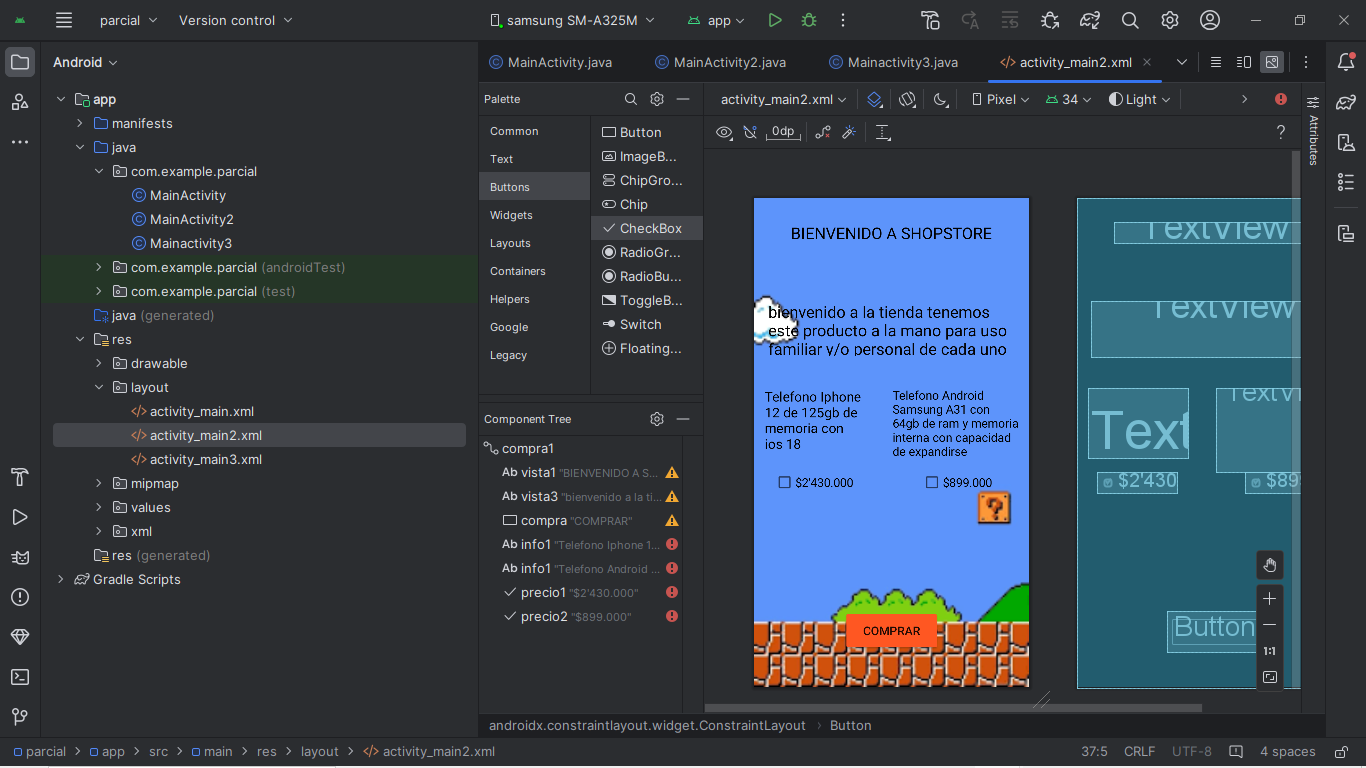 parcial
Version control
samsung SM-A325M
app
Android
MainActivity.java
MainActivity2.java
Mainactivity3.java
activity_main2.xml
app
manifests
java
com.example.parcial
MainActivity
MainActivity2
Mainactivity3
com.example.parcial (androidTest)
com.example.parcial (test)
java (generated)
res
drawable
layout
activity_main.xml
activity_main2.xml
activity_main3.xml
mipmap
values
xml
res (generated)
Gradle Scripts
Palette
Common
Text
Buttons
Widgets
Layouts
Containers
Helpers
Google
Legacy
Button
ImageB...
ChipGro...
Chip
CheckBox
RadioGr...
RadioBu...
ToggleB...
Switch
Floating...
Component Tree
compra1
Ab vista1 "BIENVENIDO A S...
Ab vista3 "bienvenido a la ti...
compra "COMPRAR"
Ab info1 "Telefono Iphone 1...
Ab info1 "Telefono Android ...
precio1 "$2'430.000"
precio2 "$899.000"
activity_main2.xml
Pixel
34
Light
0dp
?
Attributes
BIENVENIDO A SHOPSTORE
bienvenido a la tienda tenemos
este producto a la mano para uso
familiar y/o personal de cada uno
Telefono Iphone
12 de 125gb de
memoria con
ios 18
Telefono Android
Samsung A31 con
64gb de ram y memoria
interna con capacidad
de expandirse
$2'430.000
$899.000
?
COMPRAR
TextView
TextView
Text
TextVi
$2'430
$89
Button
1:1
androidx.constraintlayout.widget.ConstraintLayout
Button
parcial > app > src > main > res > layout > activity_main2.xml
37:5
CRLF
UTF-8
4 spaces